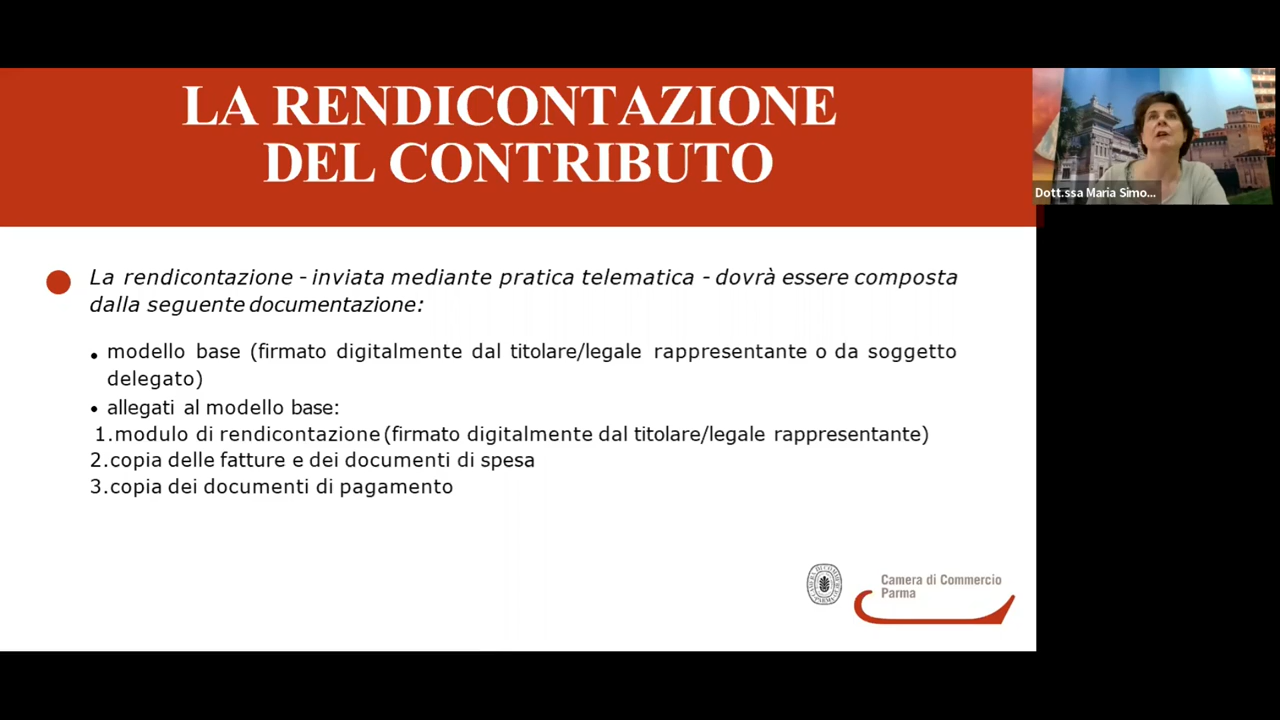 LA RENDICONTAZIONE
DEL CONTRIBUTO
Dott.ssa Maria Simo...
La rendicontazione - inviata mediante pratica telematica - dovrà essere composta
dalla seguente documentazione:
• modello base (firmato digitalmente dal titolare/legale rappresentante o da soggetto
delegato)
• allegati al modello base:
1.modulo di rendicontazione (firmato digitalmente dal titolare/legale rappresentante)
2.copia delle fatture e dei documenti di spesa
3.copia dei documenti di pagamento
Camera di Commercio
Parma